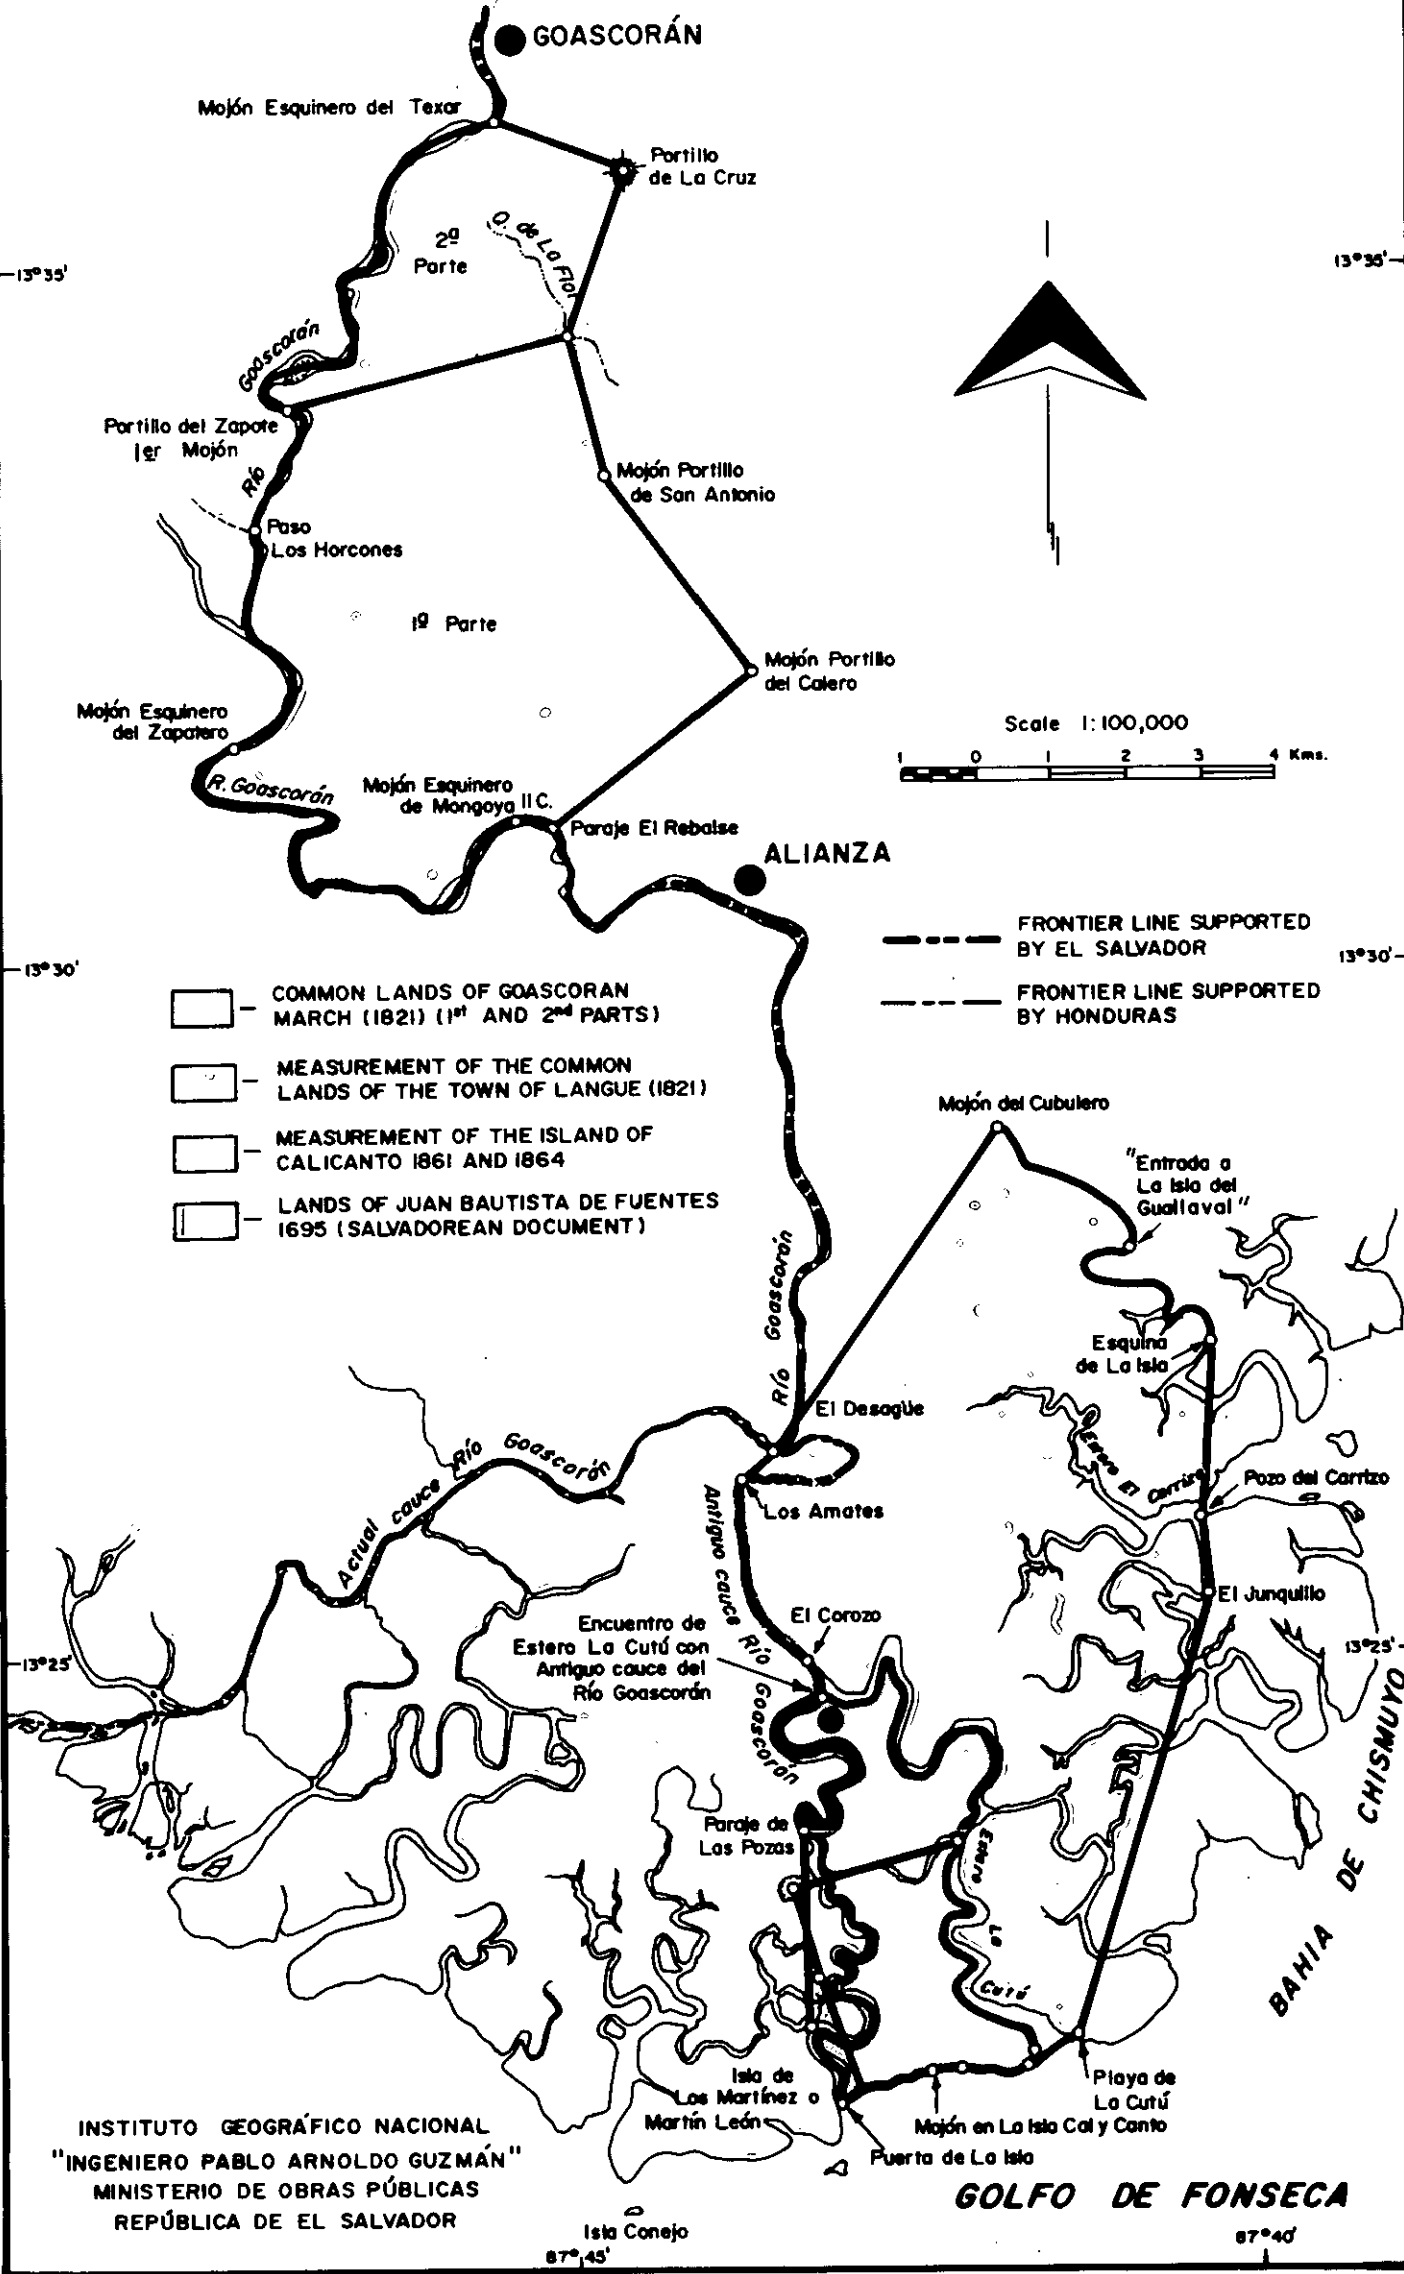 GOASCORÁN
Mojón Esquinero del Texar
Portillo
de La Cruz
2ª
Parte
Q. de La Flor
13°35'
13°35'
Goascorán
Portillo del Zapote
1er Mojón
Río
Mojón Portillo
de San Antonio
Paso
Los Horcones
1ª Parte
Mojón Portillo
del Calero
Mojón Esquinero
del Zapatero
Scale 1:100,000
1 0 1 2 3 4 Kms.
R. Goascorán
Mojón Esquinero
de Mongoya II C.
Paraje El Rebalse
ALIANZA
FRONTIER LINE SUPPORTED
BY EL SALVADOR
13°30'
13°30'
FRONTIER LINE SUPPORTED
BY HONDURAS
COMMON LANDS OF GOASCORAN
MARCH (1821) (1st AND 2nd PARTS)
MEASUREMENT OF THE COMMON
LANDS OF THE TOWN OF LANGUE (1821)
MEASUREMENT OF THE ISLAND OF
CALICANTO 1861 AND 1864
LANDS OF JUAN BAUTISTA DE FUENTES
1695 (SALVADOREAN DOCUMENT)
Mojón del Cubulero
"Entrada a
La Isla del
Guallaval"
Río Goascorán
Esquina
de La Isla
El Desagüe
Actual cauce Río Goascorán
Estero El Carrizo
Pozo del Carrizo
Los Amates
Antiguo cauce Río Goascorán
El Junquillo
El Corozo
Encuentro de
Estero La Cutú con
Antiguo cauce del
Río Goascorán
13°25'
13°25'
BAHIA DE CHISMUYO
Paraje de
Las Pozas
Estero La Cutú
Isla de
Los Martínez o
Martín León
Playa de
La Cutú
Mojón en La Isla Cal y Canto
Puerta de La Isla
INSTITUTO GEOGRÁFICO NACIONAL
"INGENIERO PABLO ARNOLDO GUZMÁN"
MINISTERIO DE OBRAS PÚBLICAS
REPÚBLICA DE EL SALVADOR
GOLFO DE FONSECA
Isla Conejo
87°45'
87°40'